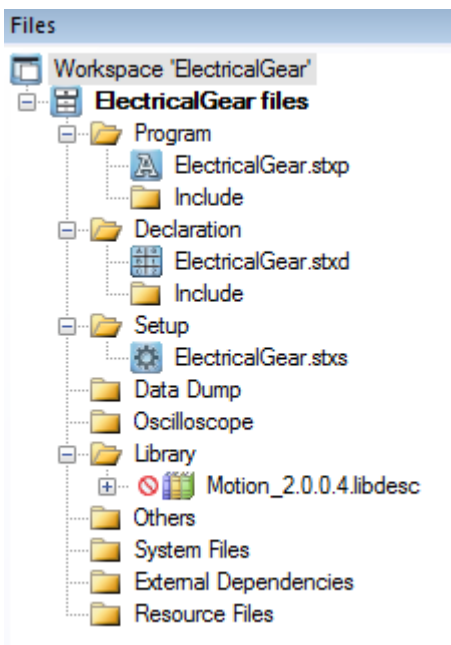 Files
Workspace 'ElectricalGear'
ElectricalGear files
Program
ElectricalGear.stxp
Include
Declaration
ElectricalGear.stxd
Include
Setup
ElectricalGear.stxs
Data Dump
Oscilloscope
Library
Motion_2.0.0.4.libdesc
Others
System Files
External Dependencies
Resource Files